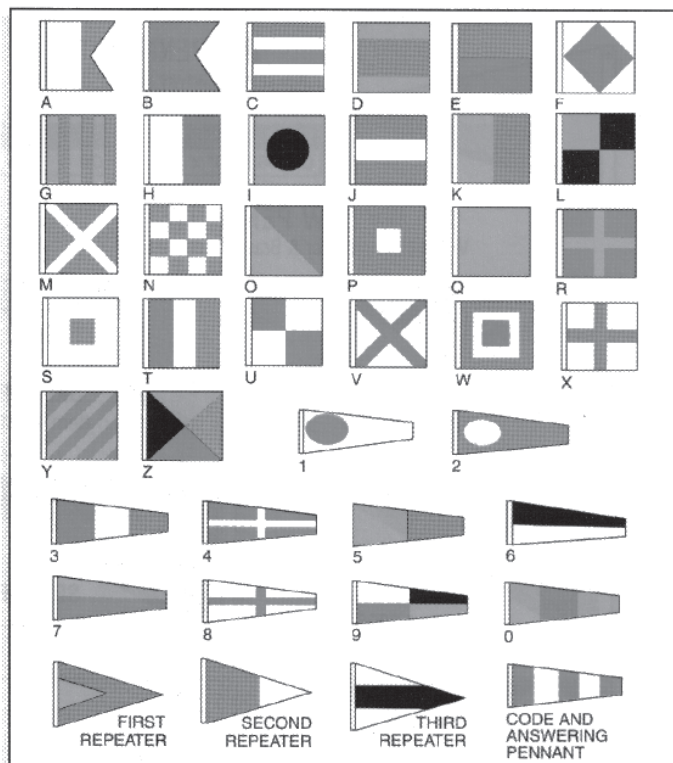 A B C D E F
G H I J K L
M N O P Q R
S T U V W X
Y Z 1 2
3 4 5 6
7 8 9 0
FIRST REPEATER
SECOND REPEATER
THIRD REPEATER
CODE AND ANSWERING PENNANT